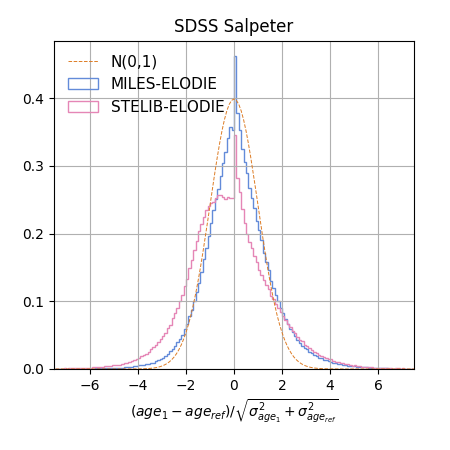 SDSS Salpeter
N(0,1)
MILES-ELODIE
STELIB-ELODIE
0.4
0.3
0.2
0.1
0.0
−6 −4 −2 0 2 4 6
(age₁ − age_ref)/√(σ²_age₁ + σ²_age_ref)